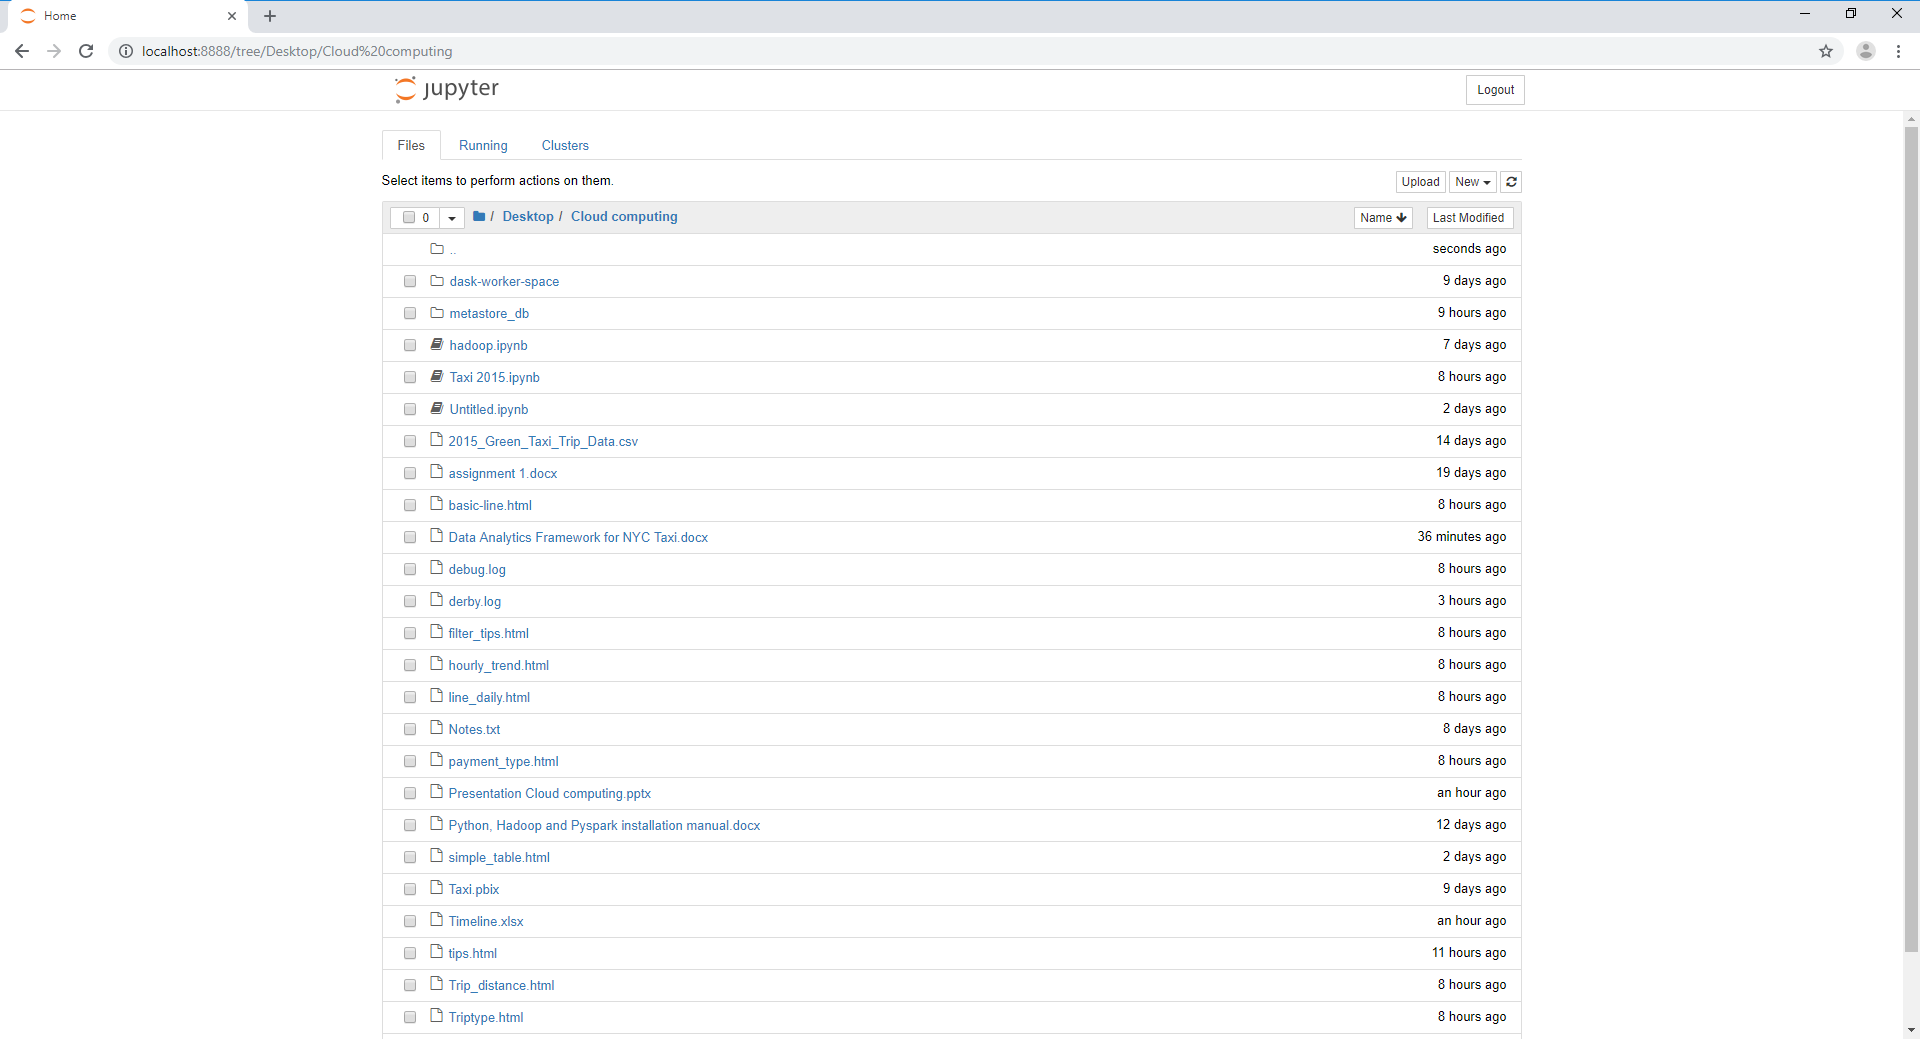 Home
localhost:8888/tree/Desktop/Cloud%20computing
jupyter
Logout
Files Running Clusters
Select items to perform actions on them.
Upload New
0 / Desktop / Cloud computing Name Last Modified
.. seconds ago
dask-worker-space 9 days ago
metastore_db 9 hours ago
hadoop.ipynb 7 days ago
Taxi 2015.ipynb 8 hours ago
Untitled.ipynb 2 days ago
2015_Green_Taxi_Trip_Data.csv 14 days ago
assignment 1.docx 19 days ago
basic-line.html 8 hours ago
Data Analytics Framework for NYC Taxi.docx 36 minutes ago
debug.log 8 hours ago
derby.log 3 hours ago
filter_tips.html 8 hours ago
hourly_trend.html 8 hours ago
line_daily.html 8 hours ago
Notes.txt 8 days ago
payment_type.html 8 hours ago
Presentation Cloud computing.pptx an hour ago
Python, Hadoop and Pyspark installation manual.docx 12 days ago
simple_table.html 2 days ago
Taxi.pbix 9 days ago
Timeline.xlsx an hour ago
tips.html 11 hours ago
Trip_distance.html 8 hours ago
Triptype.html 8 hours ago